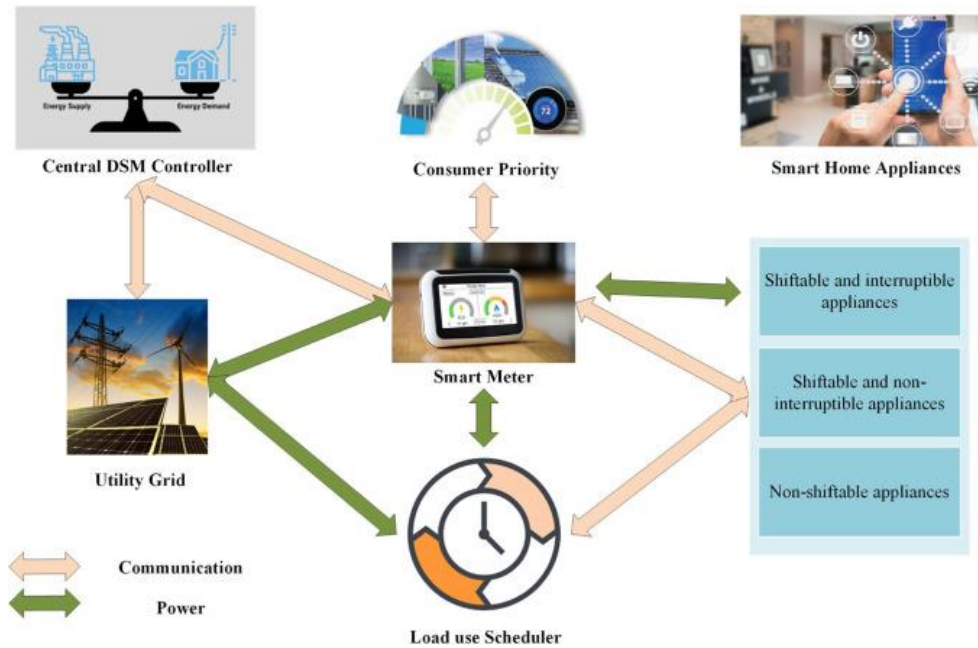 Energy Supply
Energy Demand
72
Central DSM Controller
Consumer Priority
Smart Home Appliances
Shiftable and interruptible
appliances
Smart Meter
Shiftable and non-
interruptible appliances
Utility Grid
Non-shiftable appliances
Communication
Power
Load use Scheduler